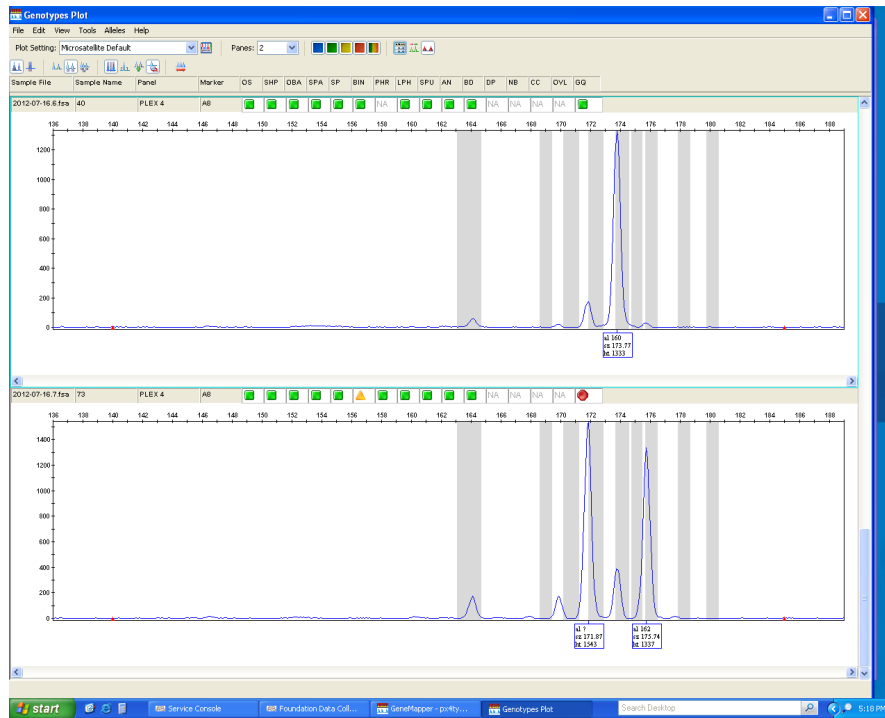 Genotypes Plot
File Edit View Tools Alleles Help
Plot Setting: Microsatellite Default Panes: 2
Sample File Sample Name Panel Marker OS SHP OBA SPA SP BIN PHR LPH SPU AN BD DP NB CC OVL GQ
2012-07-16.6.fsa 40 PLEX 4 A8 NA NA NA NA NA
136 138 140 142 144 146 148 150 152 154 156 158 160 162 164 166 168 170 172 174 176 178 180 182 184 186 188
1200
1000
800
600
400
200
0
al 160
sz 173.77
ht 1333
2012-07-16.7.fsa 73 PLEX 4 A8 NA NA NA NA
136 138 140 142 144 146 148 150 152 154 156 158 160 162 164 166 168 170 172 174 176 178 180 182 184 186 188
1400
1200
1000
800
600
400
200
0
al ? al 162
sz 171.87 sz 175.74
ht 1543 ht 1337
start Service Console Foundation Data Coll... GeneMapper - px4ty... Genotypes Plot Search Desktop 5:18 PM